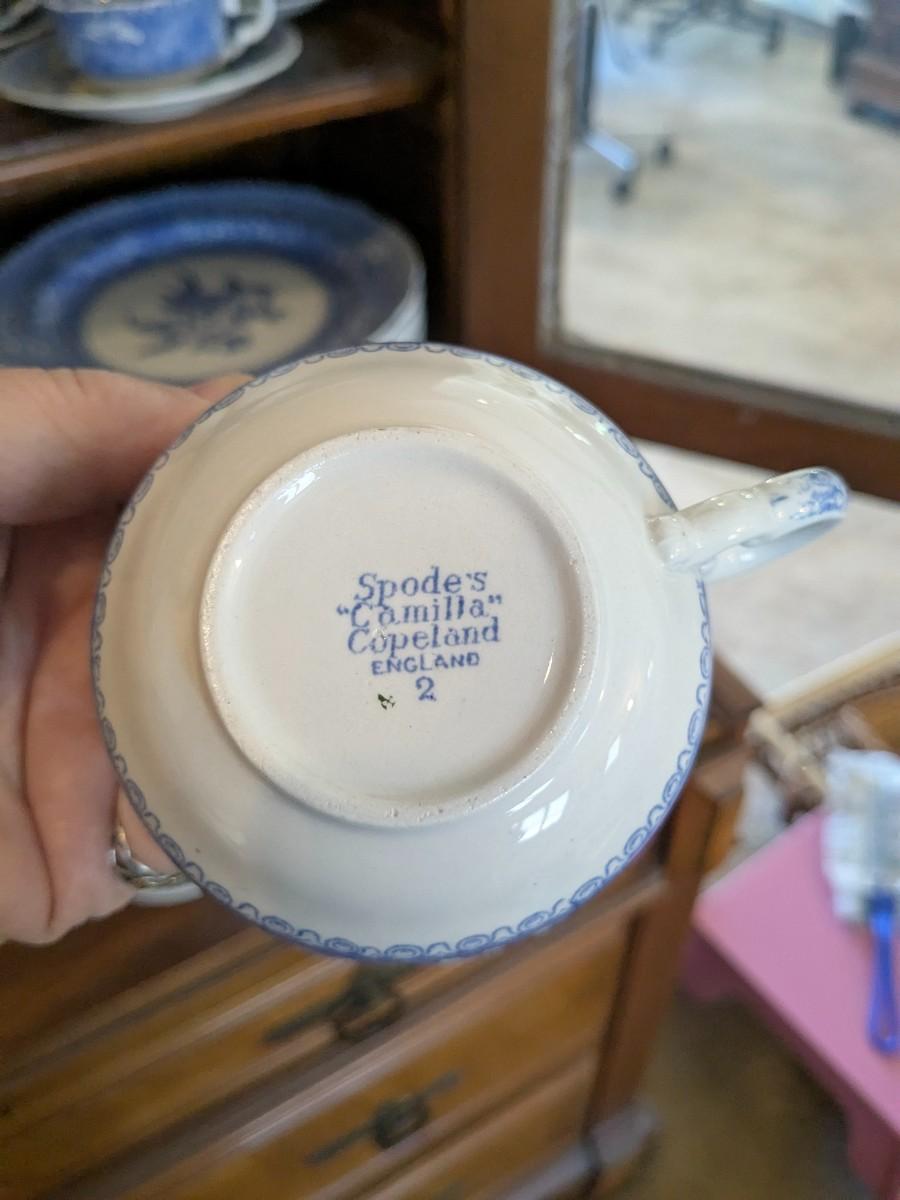 Spode's
"Camilla"
Copeland
ENGLAND
2